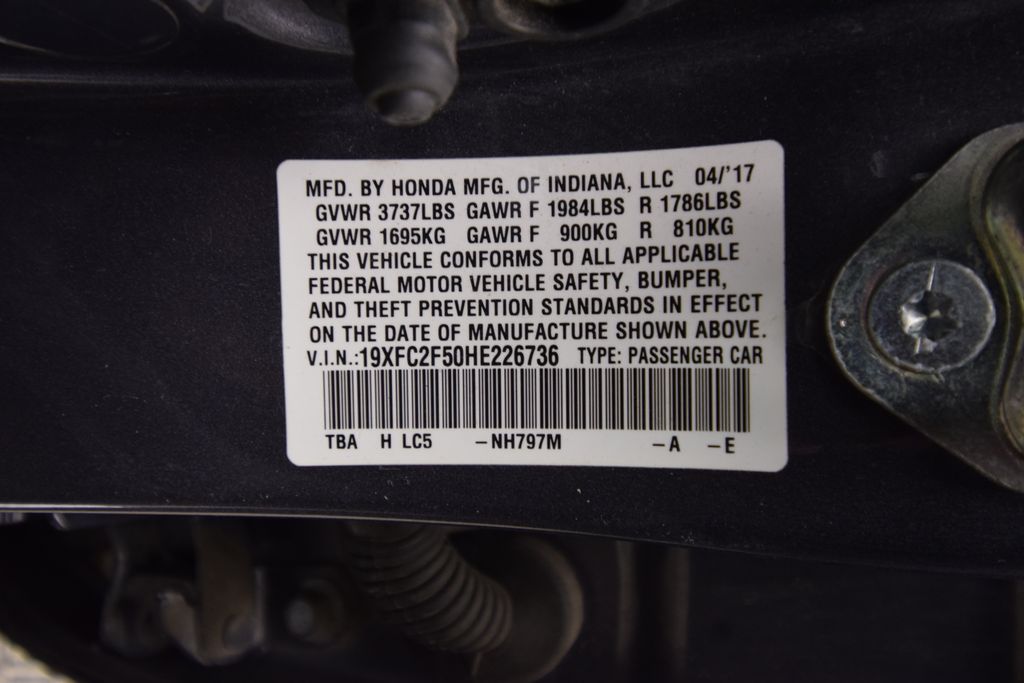 MFD. BY HONDA MFG. OF INDIANA, LLC 04/'17
GVWR 3737LBS GAWR F 1984LBS R 1786LBS
GVWR 1695KG GAWR F 900KG R 810KG
THIS VEHICLE CONFORMS TO ALL APPLICABLE
FEDERAL MOTOR VEHICLE SAFETY, BUMPER,
AND THEFT PREVENTION STANDARDS IN EFFECT
ON THE DATE OF MANUFACTURE SHOWN ABOVE.
V.I.N.:19XFC2F50HE226736 TYPE: PASSENGER CAR
TBA H LC5 –NH797M –A –E